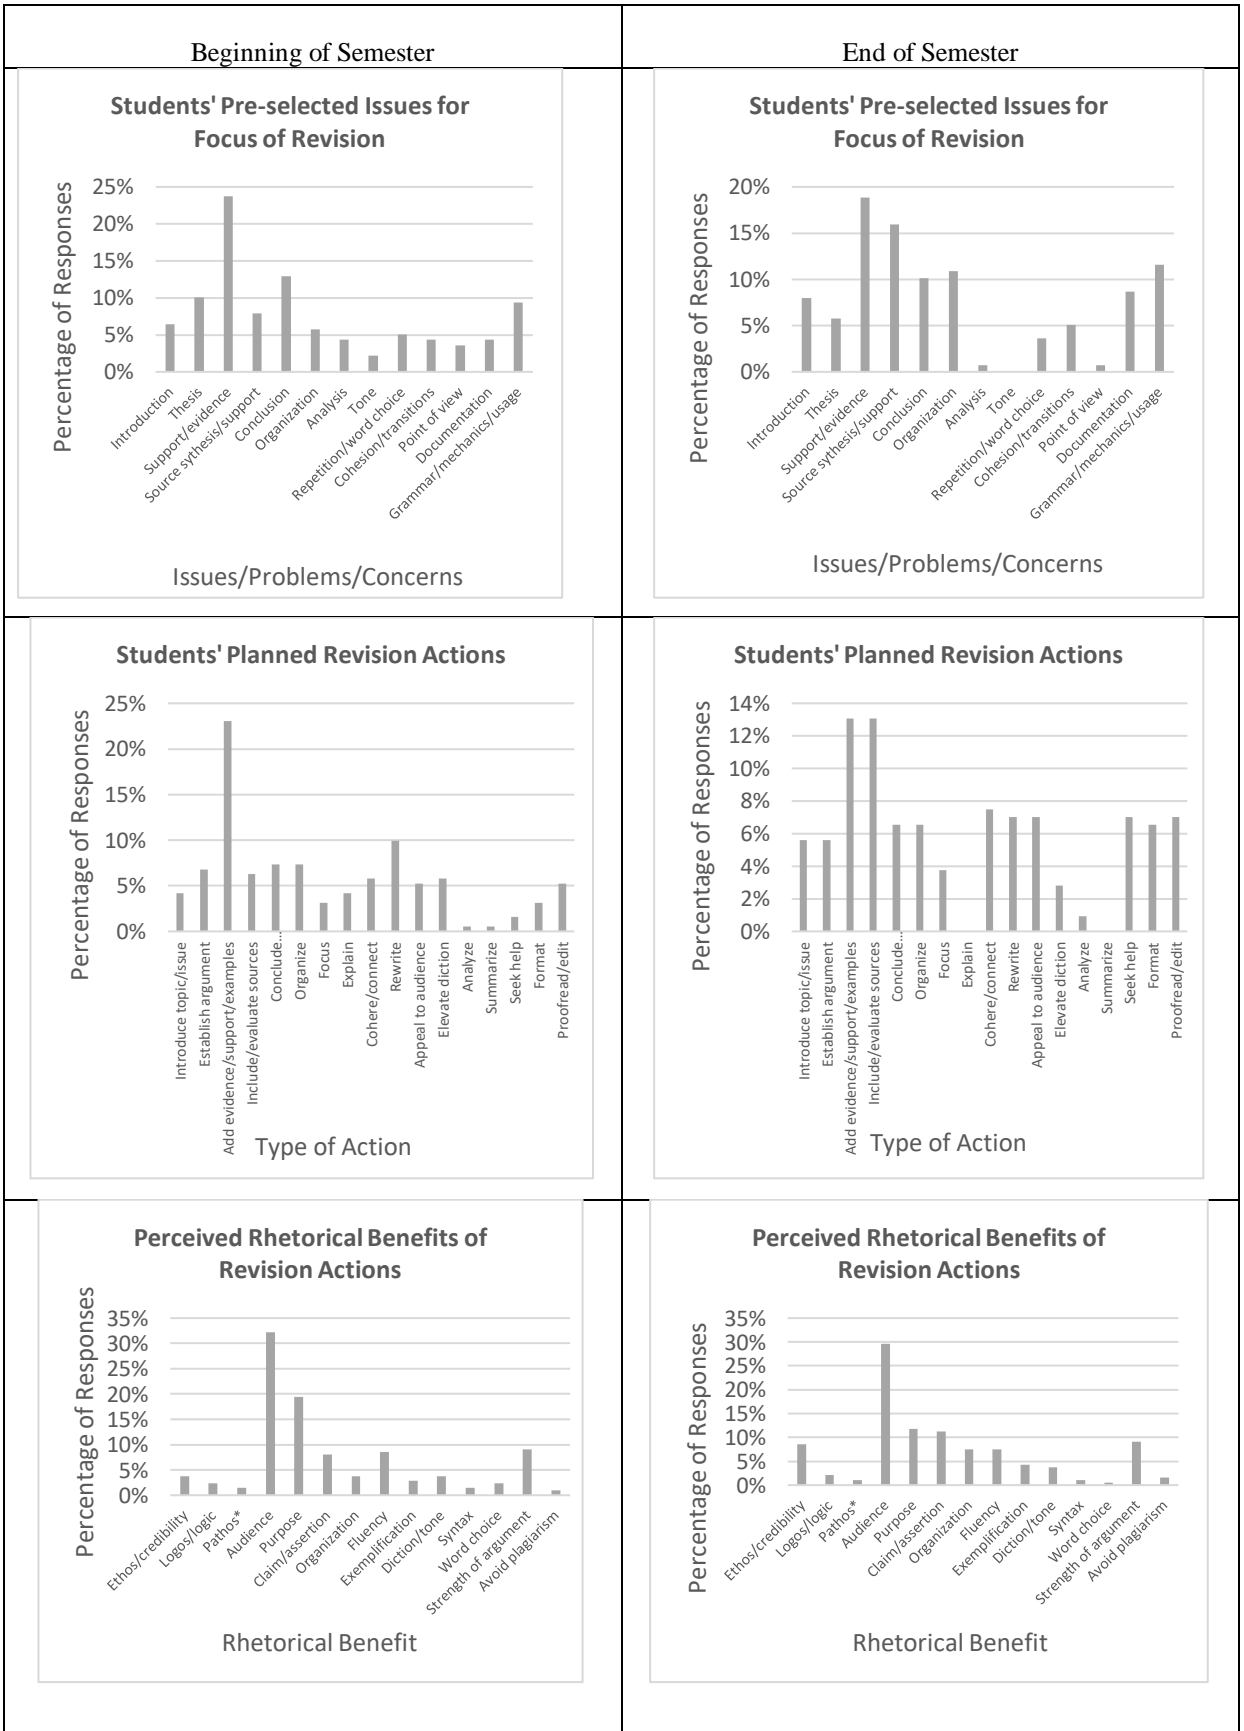 Beginning of Semester
End of Semester
Students' Pre-selected Issues for
Focus of Revision
Percentage of Responses
25%
20%
15%
10%
5%
0%
Introduction
Thesis
Support/evidence
Source sythesis/support
Conclusion
Organization
Analysis
Tone
Repetition/word choice
Cohesion/transitions
Point of view
Documentation
Grammar/mechanics/usage
Issues/Problems/Concerns
Students' Pre-selected Issues for
Focus of Revision
Percentage of Responses
20%
15%
10%
5%
0%
Introduction
Thesis
Support/evidence
Source sythesis/support
Conclusion
Organization
Analysis
Tone
Repetition/word choice
Cohesion/transitions
Point of view
Documentation
Grammar/mechanics/usage
Issues/Problems/Concerns
Students' Planned Revision Actions
Percentage of Responses
25%
20%
15%
10%
5%
0%
Introduce topic/issue
Establish argument
Add evidence/support/examples
Include/evaluate sources
Conclude…
Organize
Focus
Explain
Cohere/connect
Rewrite
Appeal to audience
Elevate diction
Analyze
Summarize
Seek help
Format
Proofread/edit
Type of Action
Students' Planned Revision Actions
Percentage of Responses
14%
12%
10%
8%
6%
4%
2%
0%
Introduce topic/issue
Establish argument
Add evidence/support/examples
Include/evaluate sources
Conclude…
Organize
Focus
Explain
Cohere/connect
Rewrite
Appeal to audience
Elevate diction
Analyze
Summarize
Seek help
Format
Proofread/edit
Type of Action
Perceived Rhetorical Benefits of
Revision Actions
Percentage of Responses
35%
30%
25%
20%
15%
10%
5%
0%
Ethos/credibility
Logos/logic
Pathos*
Audience
Purpose
Claim/assertion
Organization
Fluency
Exemplification
Diction/tone
Syntax
Word choice
Strength of argument
Avoid plagiarism
Rhetorical Benefit
Perceived Rhetorical Benefits of
Revision Actions
Percentage of Responses
35%
30%
25%
20%
15%
10%
5%
0%
Ethos/credibility
Logos/logic
Pathos*
Audience
Purpose
Claim/assertion
Organization
Fluency
Exemplification
Diction/tone
Syntax
Word choice
Strength of argument
Avoid plagiarism
Rhetorical Benefit